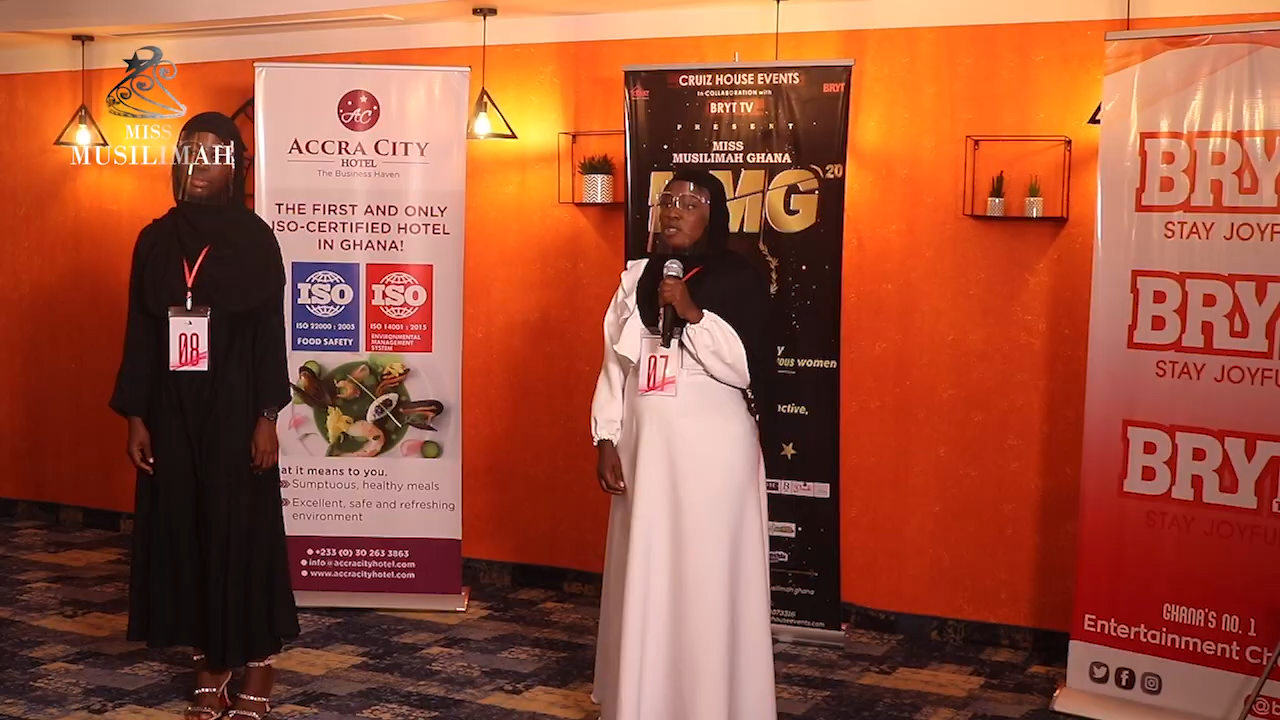 MISS
MUSILIMAH
08
AC
ACCRA CITY
HOTEL
The Business Haven
THE FIRST AND ONLY
ISO-CERTIFIED HOTEL
IN GHANA!
ISO
ISO 22000 : 2005
FOOD SAFETY
ISO
ISO 14001 : 2015
ENVIRONMENTAL
MANAGEMENT
SYSTEM
at it means to you.
Sumptuous, healthy meals
Excellent, safe and refreshing
environment
+233 (0) 30 263 3863
info@accracityhotel.com
www.accracityhotel.com
CRUIZ HOUSE EVENTS
In COLLABORATION with
BRYT TV
BRYT
PRESENT
MISS
MUSILIMAH GHANA
MG 20
07
women
active,
BRY
STAY JOYF
BRYT
STAY JOYFU
BRYT
STAY JOYFU
GHANA'S NO. 1
Entertainment Ch